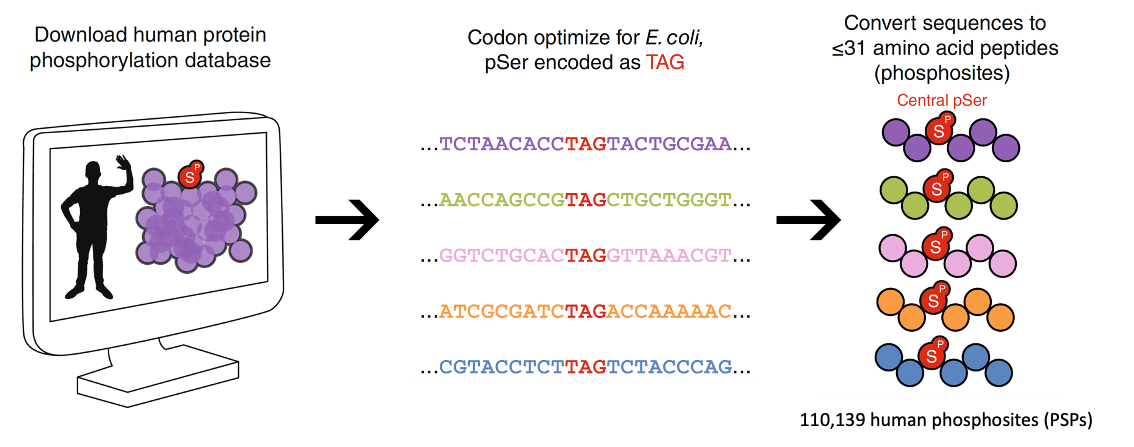 Download human protein
phosphorylation database
Codon optimize for E. coli,
pSer encoded as TAG
Convert sequences to
≤31 amino acid peptides
(phosphosites)
Central pSer
S P
...TCTAACACCTAGTACTGCGAA...
...AACCAGCCGTAGCTGCTGGGT...
...GGTCTGCACTAGGTTAAACGT...
...ATCGCGATCTAGACCAAAAAC...
...CGTACCTCTTAGTCTACCCAG...
S P
S P
S P
S P
S P
110,139 human phosphosites (PSPs)